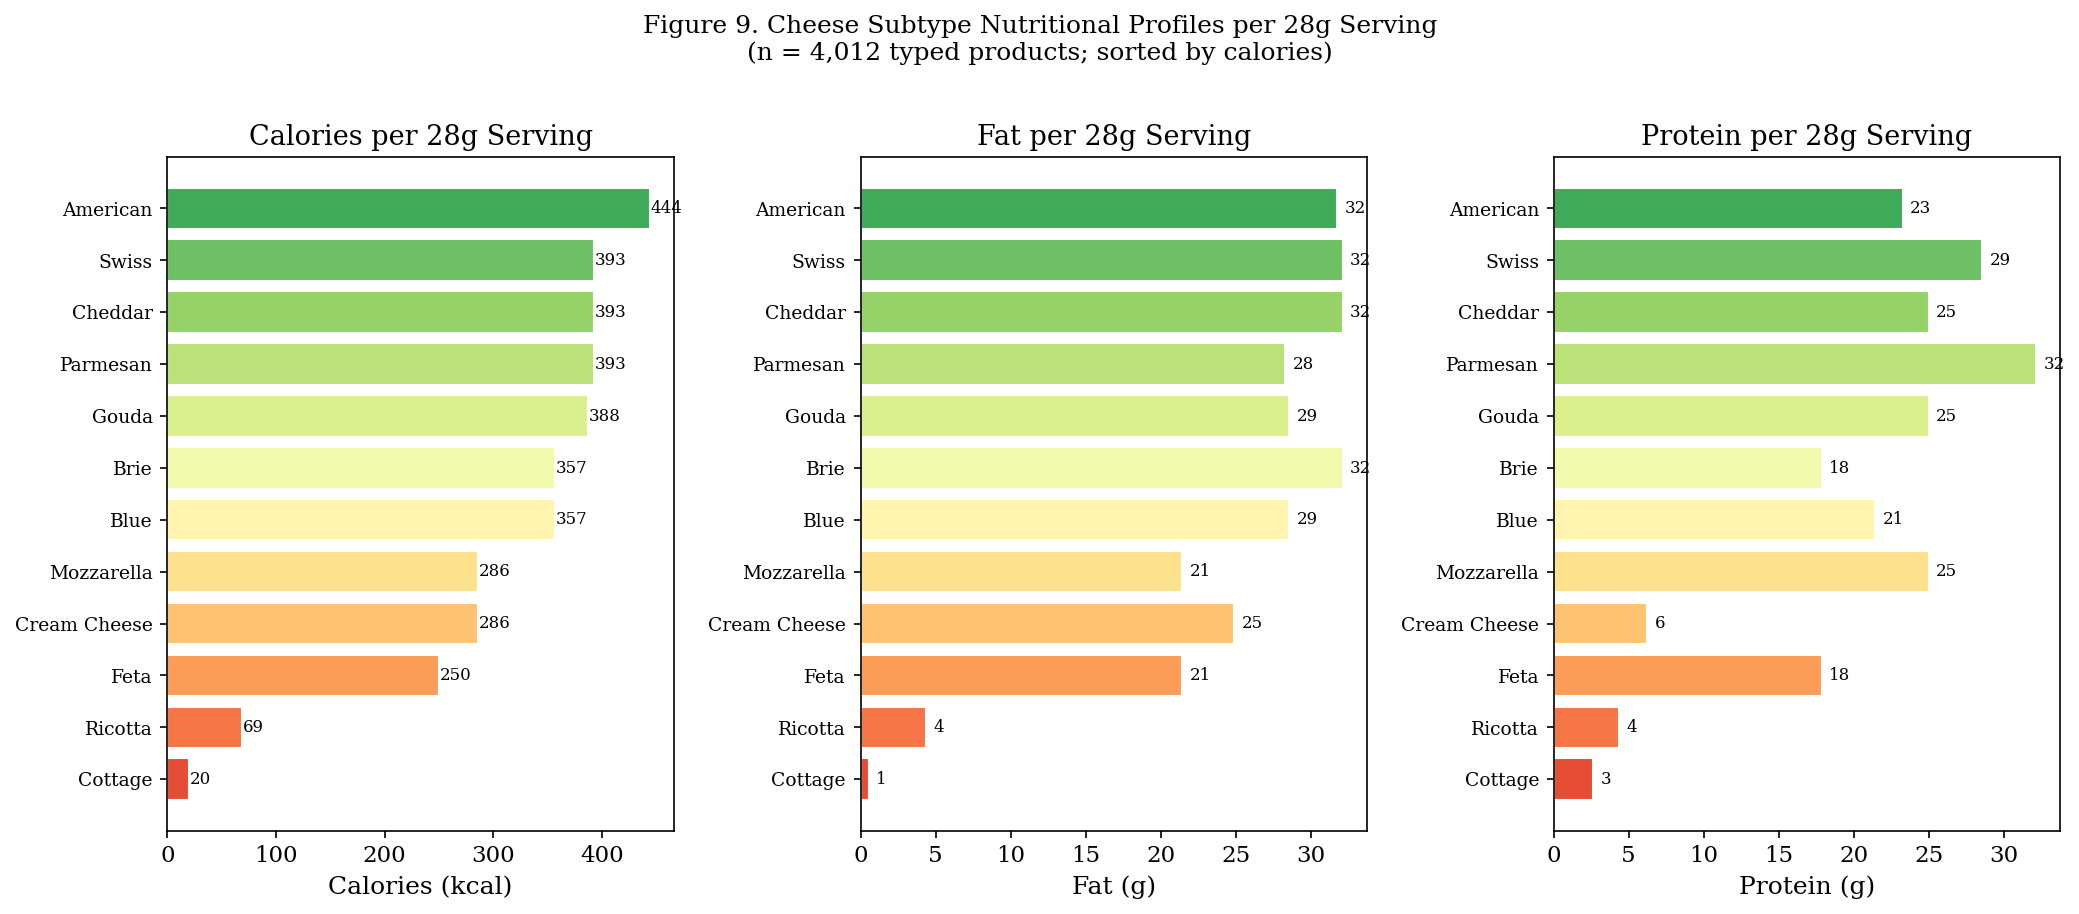 Figure 9. Cheese Subtype Nutritional Profiles per 28g Serving
(n = 4,012 typed products; sorted by calories)
Calories per 28g Serving
American 444
Swiss 393
Cheddar 393
Parmesan 393
Gouda 388
Brie 357
Blue 357
Mozzarella 286
Cream Cheese 286
Feta 250
Ricotta 69
Cottage 20
0 100 200 300 400
Calories (kcal)
Fat per 28g Serving
American 32
Swiss 32
Cheddar 32
Parmesan 28
Gouda 29
Brie 32
Blue 29
Mozzarella 21
Cream Cheese 25
Feta 21
Ricotta 4
Cottage 1
0 5 10 15 20 25 30
Fat (g)
Protein per 28g Serving
American 23
Swiss 29
Cheddar 25
Parmesan 32
Gouda 25
Brie 18
Blue 21
Mozzarella 25
Cream Cheese 6
Feta 18
Ricotta 4
Cottage 3
0 5 10 15 20 25 30
Protein (g)